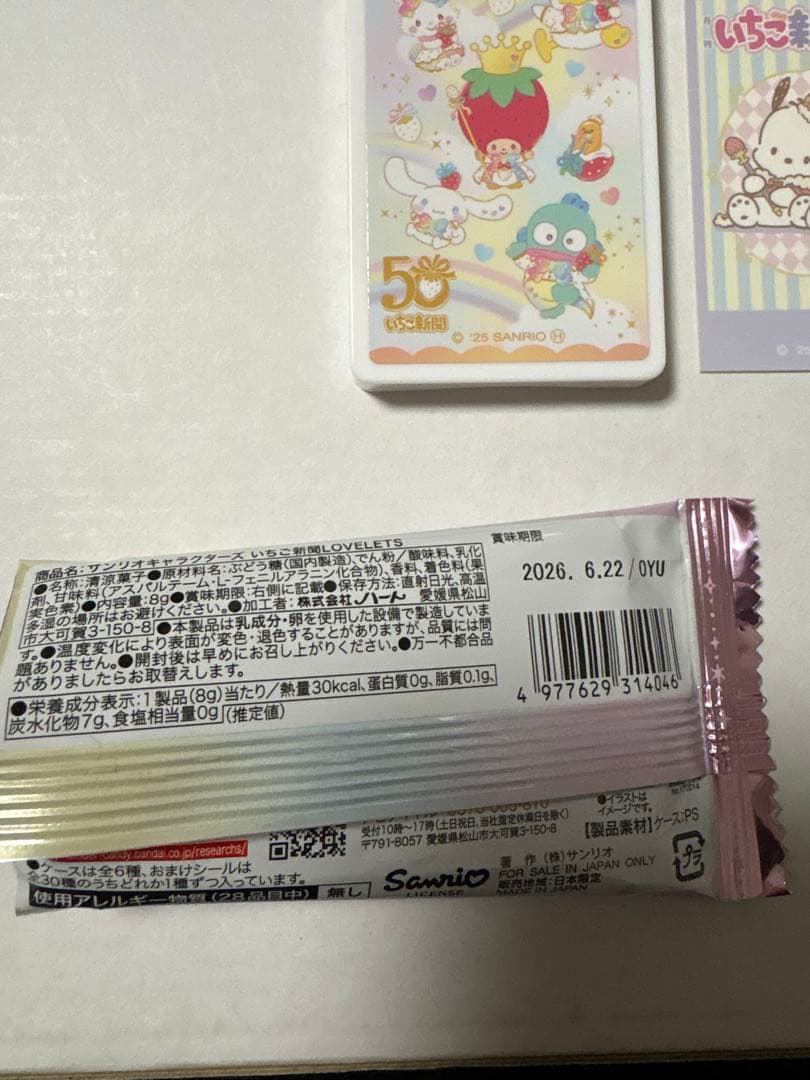 月刊
いちご新
50
いちご新聞
© '25 SANRIO Ⓗ
© '25
商品名：サンリオキャラクターズ いちご新聞LOVELETS
●名称：清涼菓子●原材料名：ぶどう糖(国内製造)、でん粉／酸味料、乳化
剤、甘味料(アスパルテーム・L-フェニルアラニン化合物)、香料、着色料(果
実色素)●内容量：8g●賞味期限：右側に記載●保存方法：直射日光、高温
多湿の場所はお避けください。●加工者：株式会社ノハーム 愛媛県松山
市大可賀3-150-8 ●本製品は乳成分・卵を使用した設備で製造していま
す。●温度変化により表面が変色・退色することがありますが、品質には問
題ありません。●開封後は早めにお召し上がりください。●万一不都合品
がありましたらお取替えします。
●栄養成分表示：1製品(8g)当たり／熱量30kcal、蛋白質0g、脂質0.1g、
炭水化物7g、食塩相当量0g (推定値)
賞味期限
2026. 6.22/OYU
4 977629 314046
受付10時～17時(土日祝日、当社指定休業日を除く)
〒791-8057 愛媛県松山市大可賀3-150-8
●イラストは
イメージです。
【製品素材】ケース：PS
プラ
candy.bandai.co.jp/researchs/
●ケースは全6種、おまけシールは
全30種のうちどれか1種ずつ入っています。
使用アレルギー物質(28品目中) 無し
Sanrio
LICENSE
著作 (株)サンリオ
FOR SALE IN JAPAN ONLY
販売地域：日本限定
MADE IN JAPAN